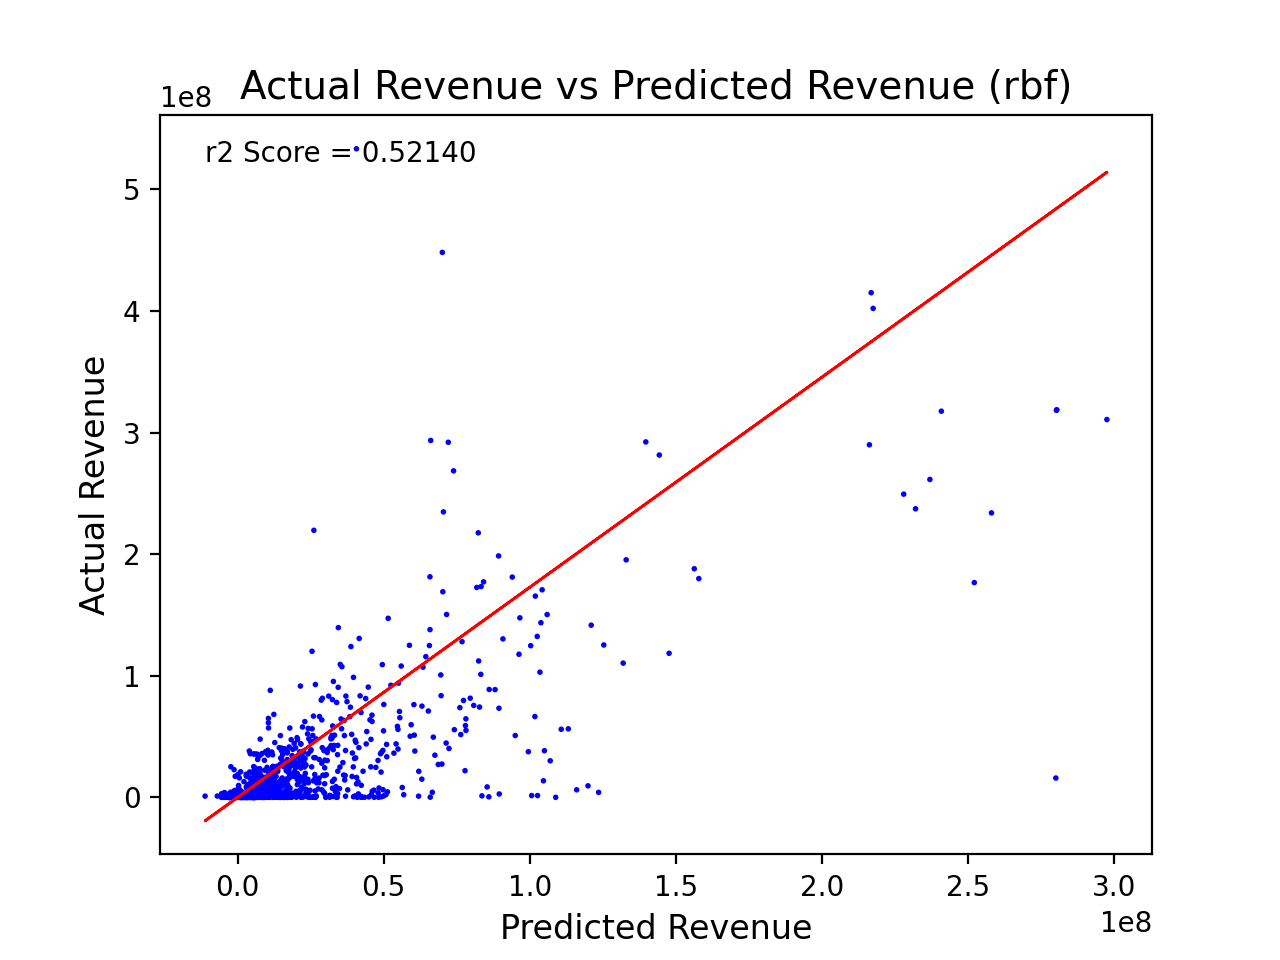 Actual Revenue vs Predicted Revenue (rbf)
1e8
r2 Score = 0.52140
5
4
3
2
1
0
Actual Revenue
0.0 0.5 1.0 1.5 2.0 2.5 3.0
1e8
Predicted Revenue